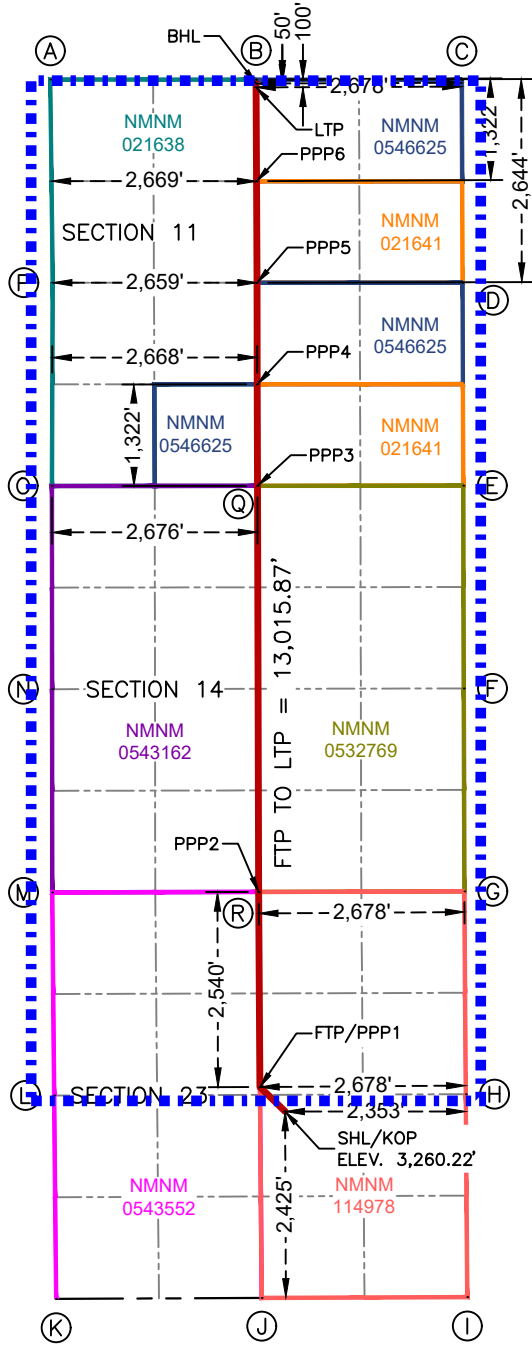 A
B
C
BHL
50'
100'
2,678'
LTP
NMNM
021638
NMNM
0546625
1,322'
2,644'
PPP6
2,669'
SECTION 11
NMNM
021641
PPP5
P
2,659'
D
NMNM
0546625
PPP4
2,668'
1,322'
NMNM
0546625
NMNM
021641
PPP3
O
Q
E
2,676'
FTP TO LTP = 13,015.87'
N
SECTION 14
F
NMNM
0543162
NMNM
0532769
PPP2
M
R
G
2,678'
2,540'
FTP/PPP1
2,678'
L
SECTION 23
H
2,353'
SHL/KOP
ELEV. 3,260.22'
2,425'
NMNM
0543552
NMNM
114978
K
J
I